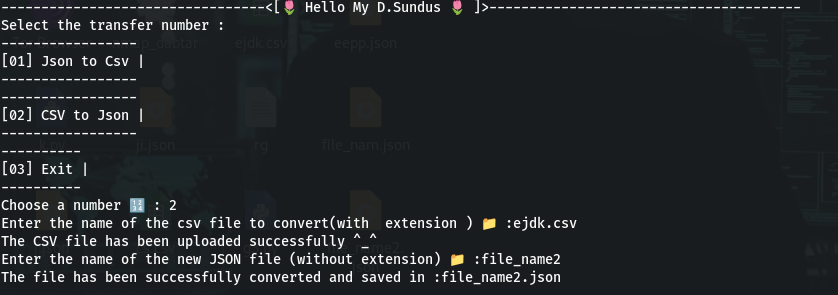 ---------------------------------<[🌷 Hello My D.Sundus 🌷 ]>---------------------------------------
Select the transfer number :
-----------------
[01] Json to Csv |
-----------------
-----------------
[02] CSV to Json |
-----------------
----------
[03] Exit |
----------
Choose a number 🔢 : 2
Enter the name of the csv file to convert(with  extension ) 📁 :ejdk.csv
The CSV file has been uploaded successfully ^_^
Enter the name of the new JSON file (without extension) 📁 :file_name2
The file has been successfully converted and saved in :file_name2.json
ejdk.csv
eepp.json
jl.json
rg
file_nam.json